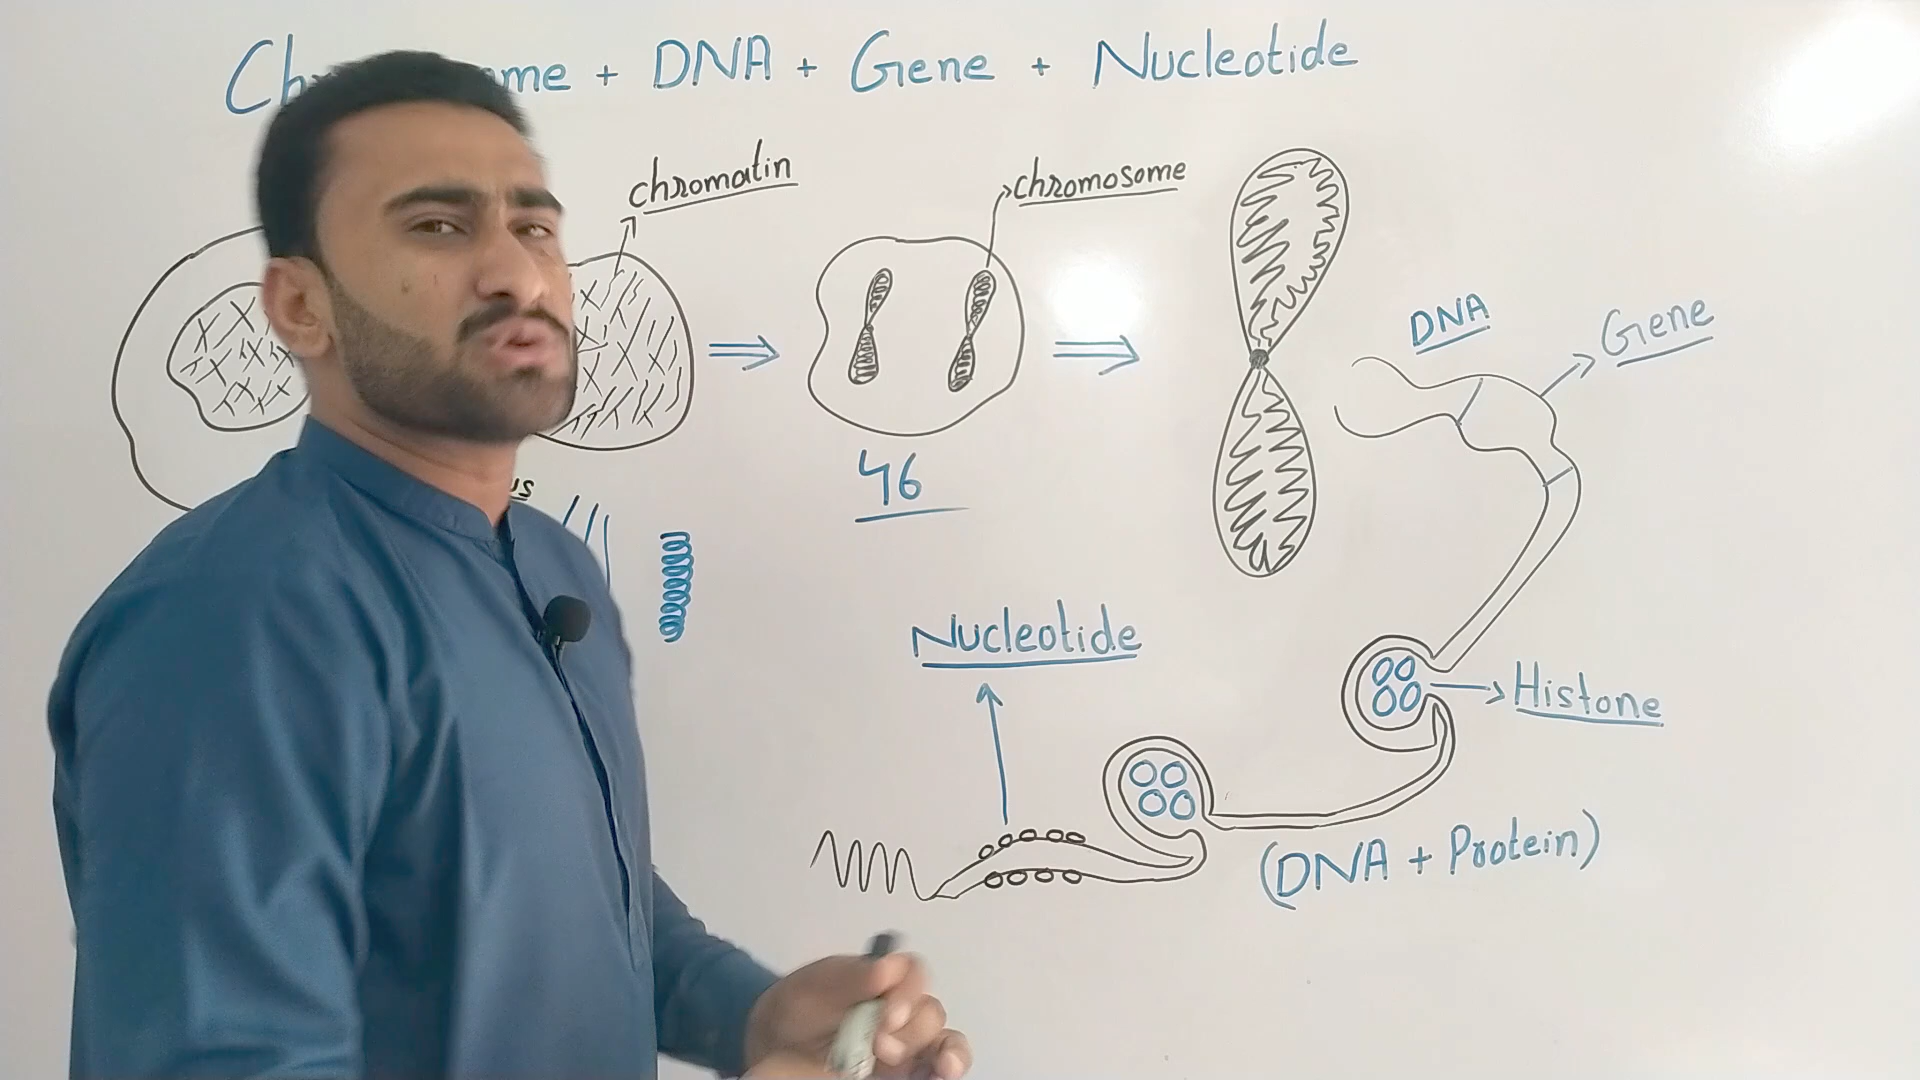 + DNA + Gene + Nucleotide
chromatin
chromosome
DNA
Gene
46
Nucleotide
Histone
(DNA + Protein)